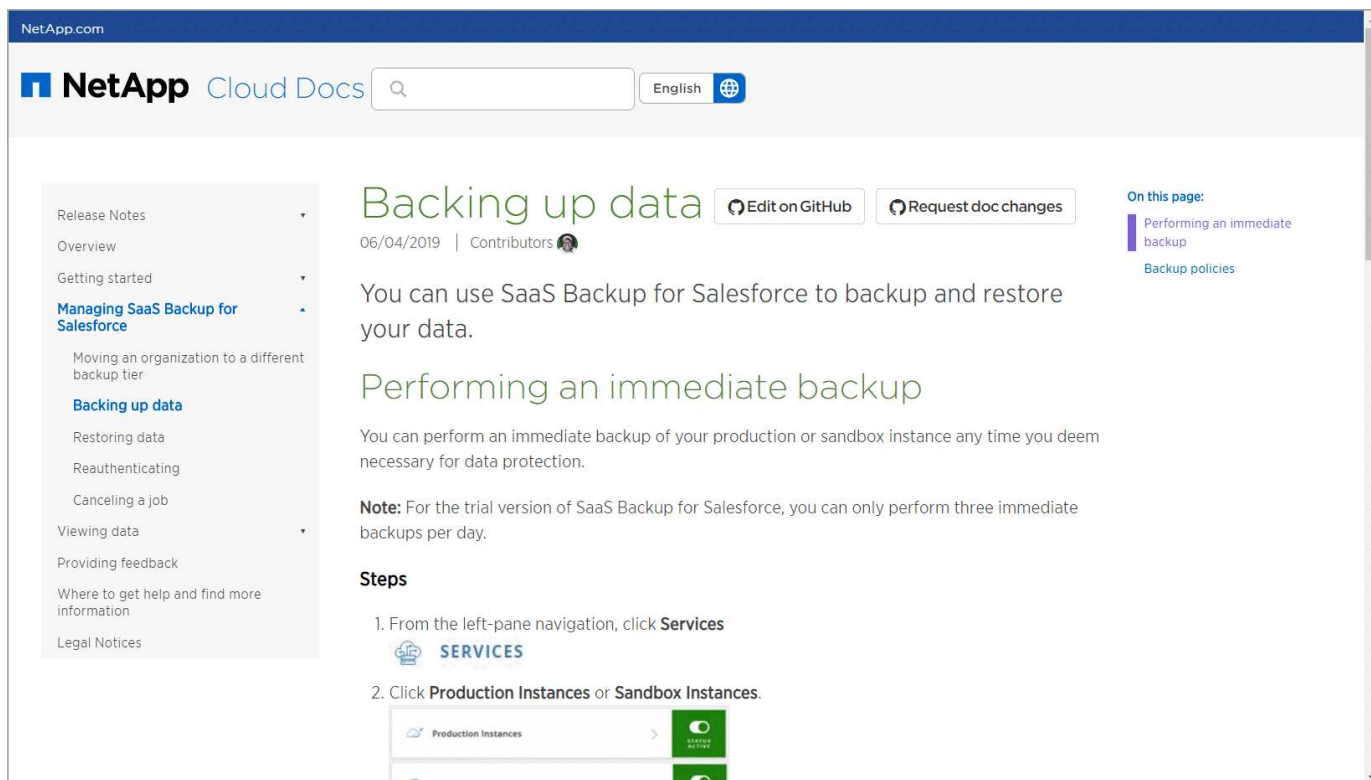 NetApp.com
NetApp Cloud Docs
English
Release Notes
Overview
Getting started
Managing SaaS Backup for
Salesforce
Moving an organization to a different
backup tier
Backing up data
Restoring data
Reauthenticating
Canceling a job
Viewing data
Providing feedback
Where to get help and find more
information
Legal Notices
Backing up data
Edit on GitHub
Request doc changes
06/04/2019 | Contributors
You can use SaaS Backup for Salesforce to backup and restore
your data.
Performing an immediate backup
You can perform an immediate backup of your production or sandbox instance any time you deem
necessary for data protection.
Note: For the trial version of SaaS Backup for Salesforce, you can only perform three immediate
backups per day.
Steps
1. From the left-pane navigation, click Services
SERVICES
2. Click Production Instances or Sandbox Instances.
Production Instances
STATUS
ACTIVE
On this page:
Performing an immediate
backup
Backup policies